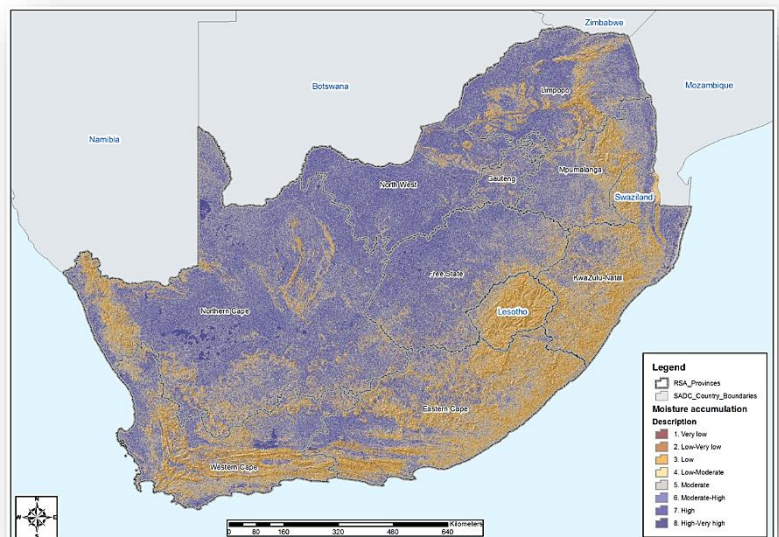 Zimbabwe
Botswana
Mozambique
Namibia
Limpopo
North West
Gauteng
Mpumalanga
Swaziland
Free State
KwaZulu-Natal
Northern Cape
Lesotho
Eastern Cape
Western Cape
Legend
RSA_Provinces
SADC_Country_Boundaries
Moisture accumulation
Description
1. Very low
2. Low-Very low
3. Low
4. Low-Moderate
5. Moderate
6. Moderate-High
7. High
8. High-Very high
N
W E
S
Kilometers
0 80 160 320 480 640